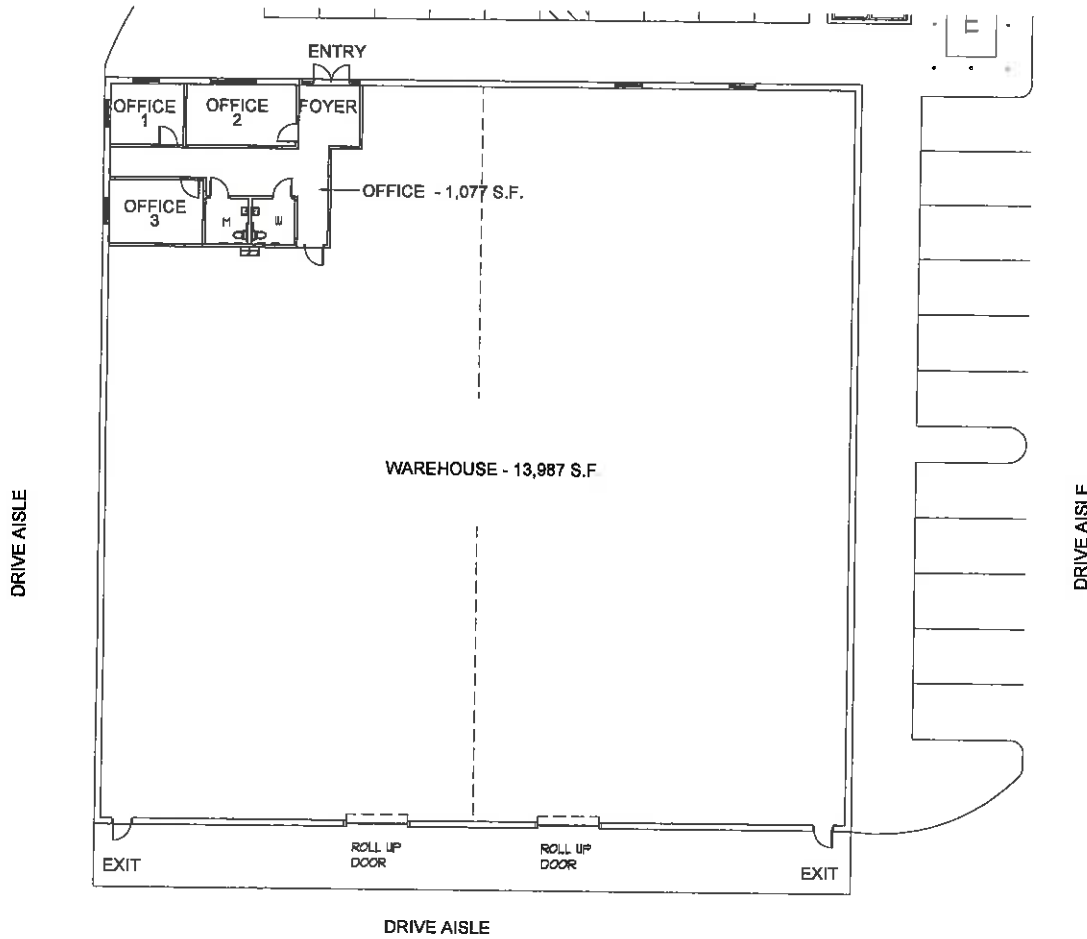 ENTRY
OFFICE
1
OFFICE
2
FOYER
OFFICE - 1,077 S.F.
OFFICE
3
M
W
WAREHOUSE - 13,987 S.F.
DRIVE AISLE
DRIVE AISLE
ROLL UP
DOOR
ROLL UP
DOOR
EXIT
EXIT
DRIVE AISLE